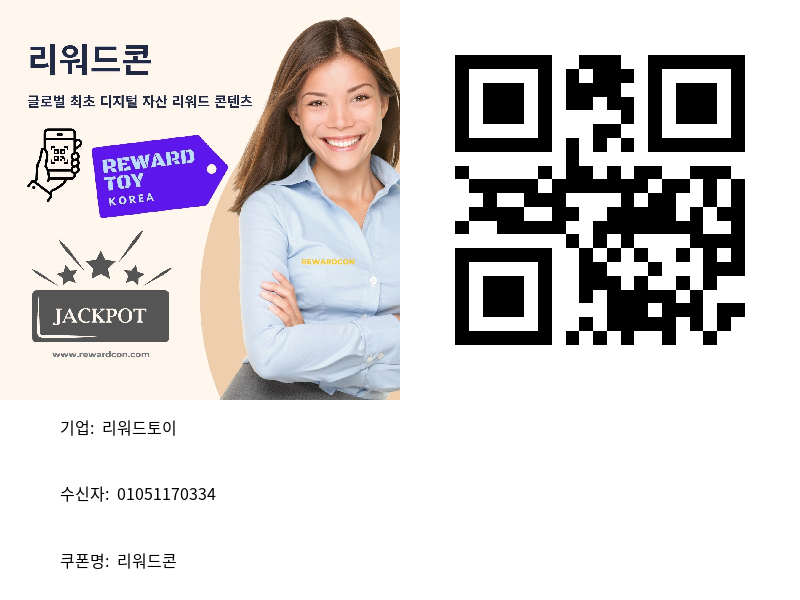 리워드콘
글로벌 최초 디지털 자산 리워드 콘텐츠
REWARD
TOY
KOREA
REWARDCON
JACKPOT
www.rewardcon.com
기업: 리워드토이
수신자: 01051170334
쿠폰명: 리워드콘